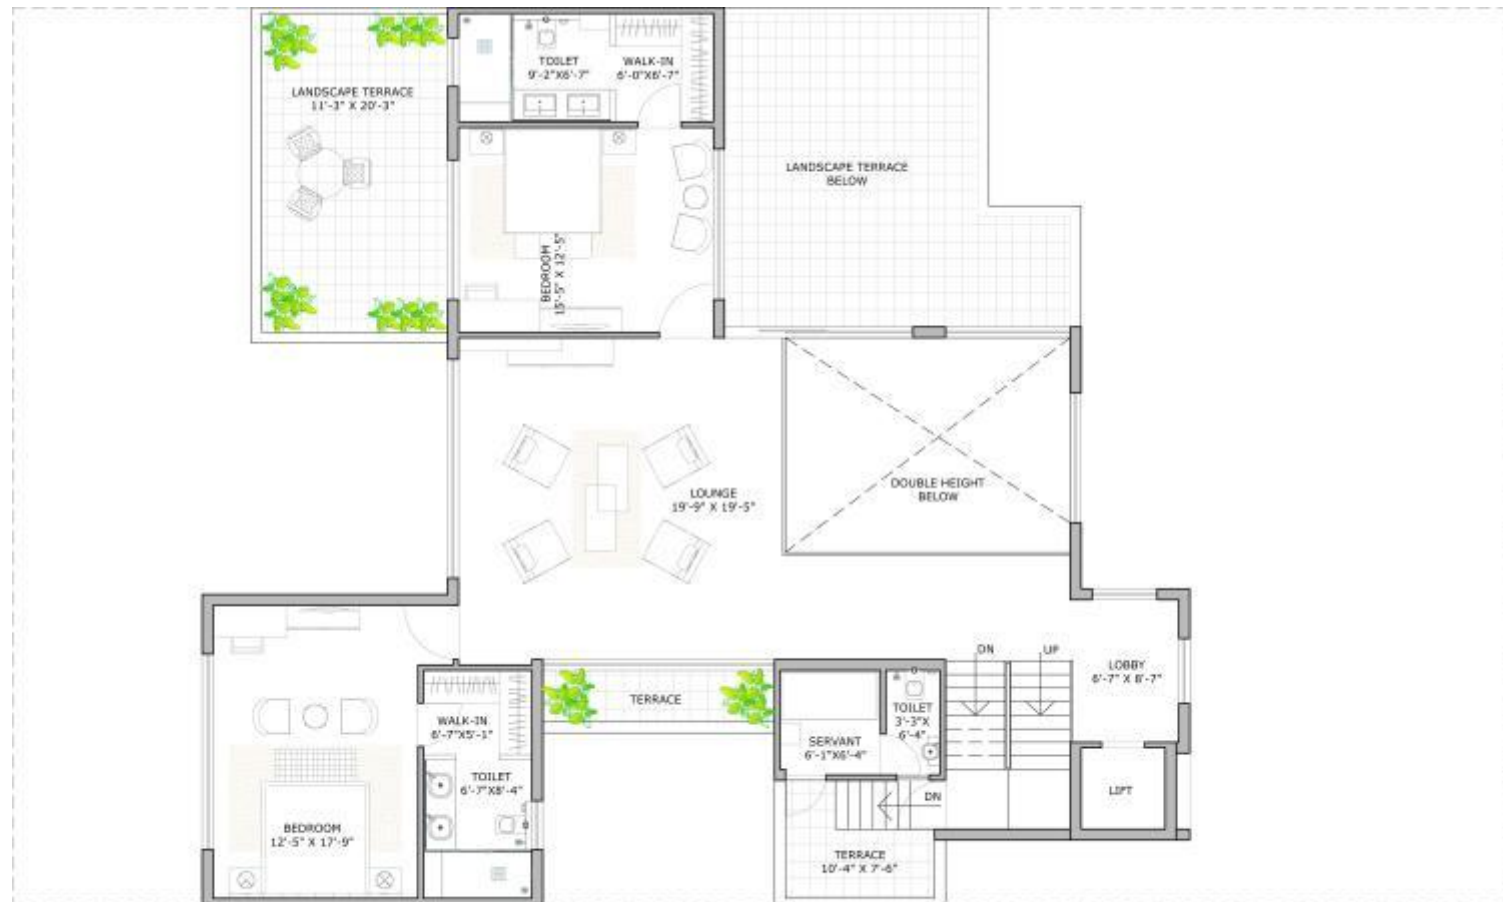 TOILET
9'-2"X6'-7"
WALK-IN
6'-0"X6'-7"
LANDSCAPE TERRACE
11'-3" X 20'-3"
LANDSCAPE TERRACE
BELOW
BEDROOM
15'-5" X 12'-5"
DOUBLE HEIGHT
BELOW
LOUNGE
19'-9" X 19'-5"
DN
UP
LOBBY
6'-7" X 8'-7"
TERRACE
TOILET
3'-3"X
6'-4"
WALK-IN
6'-7"X5'-1"
SERVANT
6'-1"X6'-4"
TOILET
6'-7"X8'-4"
LIFT
DN
BEDROOM
12'-5" X 17'-9"
TERRACE
10'-4" X 7'-6"